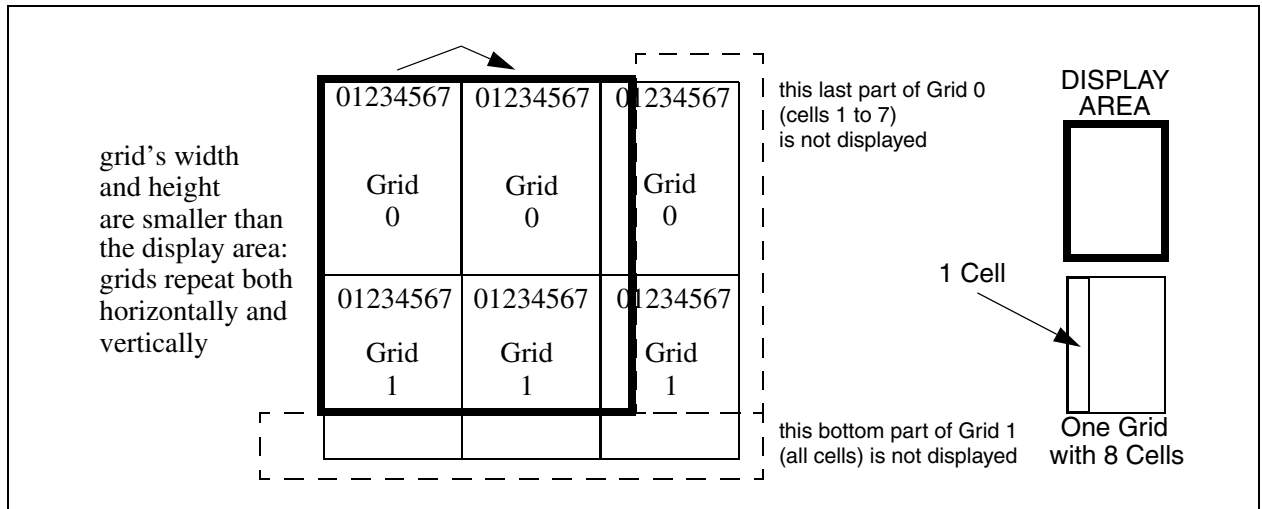 grid's width
and height
are smaller than
the display area:
grids repeat both
horizontally and
vertically
01234567 01234567 01234567
Grid Grid Grid
0 0 0
01234567 01234567 01234567
Grid Grid Grid
1 1 1
this last part of Grid 0
(cells 1 to 7)
is not displayed
this bottom part of Grid 1
(all cells) is not displayed
DISPLAY
AREA
1 Cell
One Grid
with 8 Cells